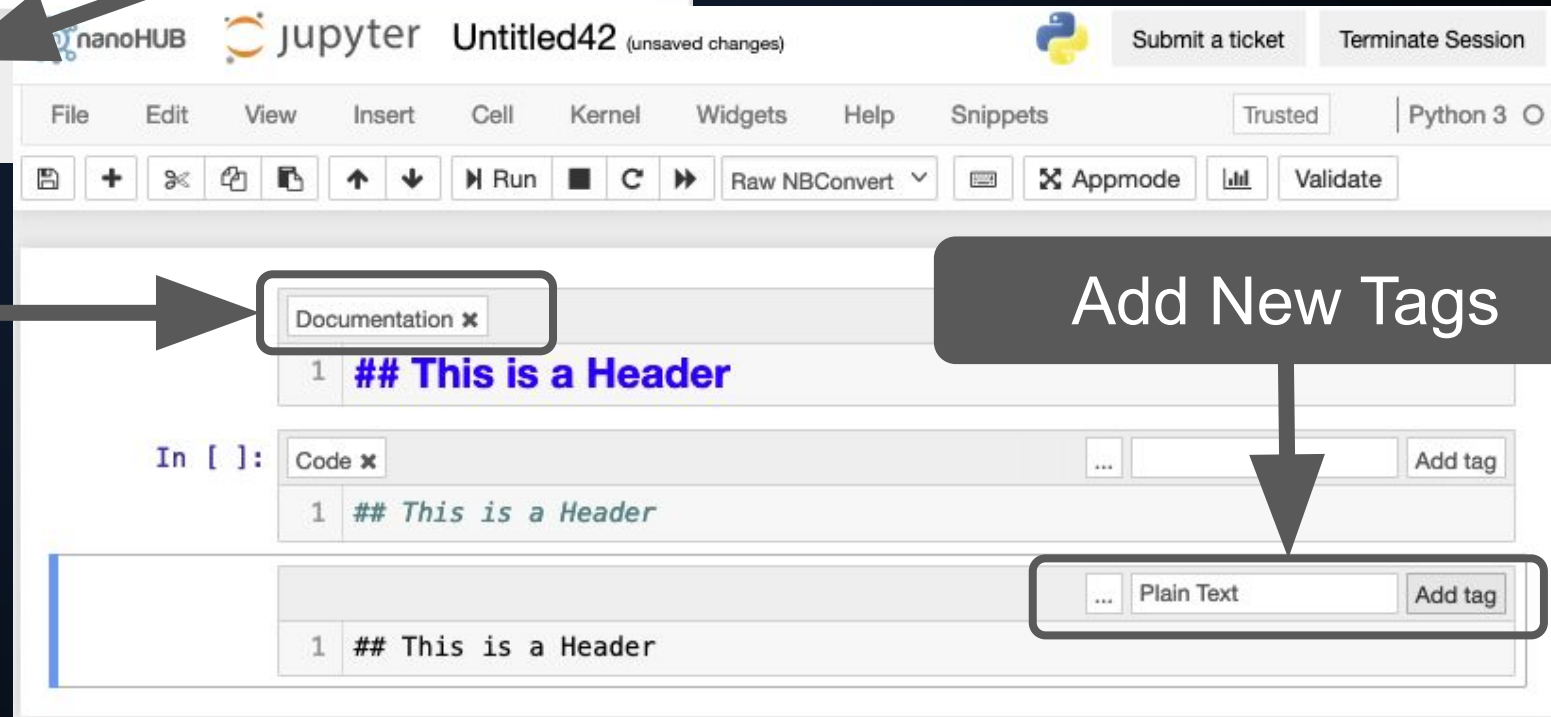 nanoHUB jupyter Untitled42 (unsaved changes) Submit a ticket Terminate Session
File Edit View Insert Cell Kernel Widgets Help Snippets Trusted Python 3
Run C Raw NBConvert Appmode Validate
Add New Tags
Documentation ×
1 ## This is a Header
In [ ]: Code × ... Add tag
1 ## This is a Header
... Plain Text Add tag
1 ## This is a Header